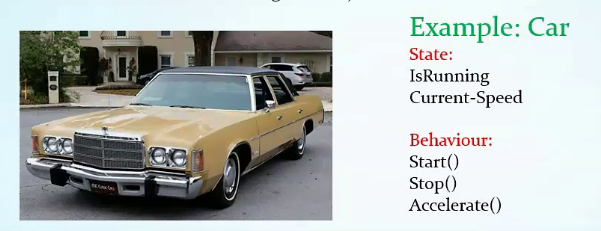 Example: Car
State:
IsRunning
Current-Speed
Behaviour:
Start()
Stop()
Accelerate()